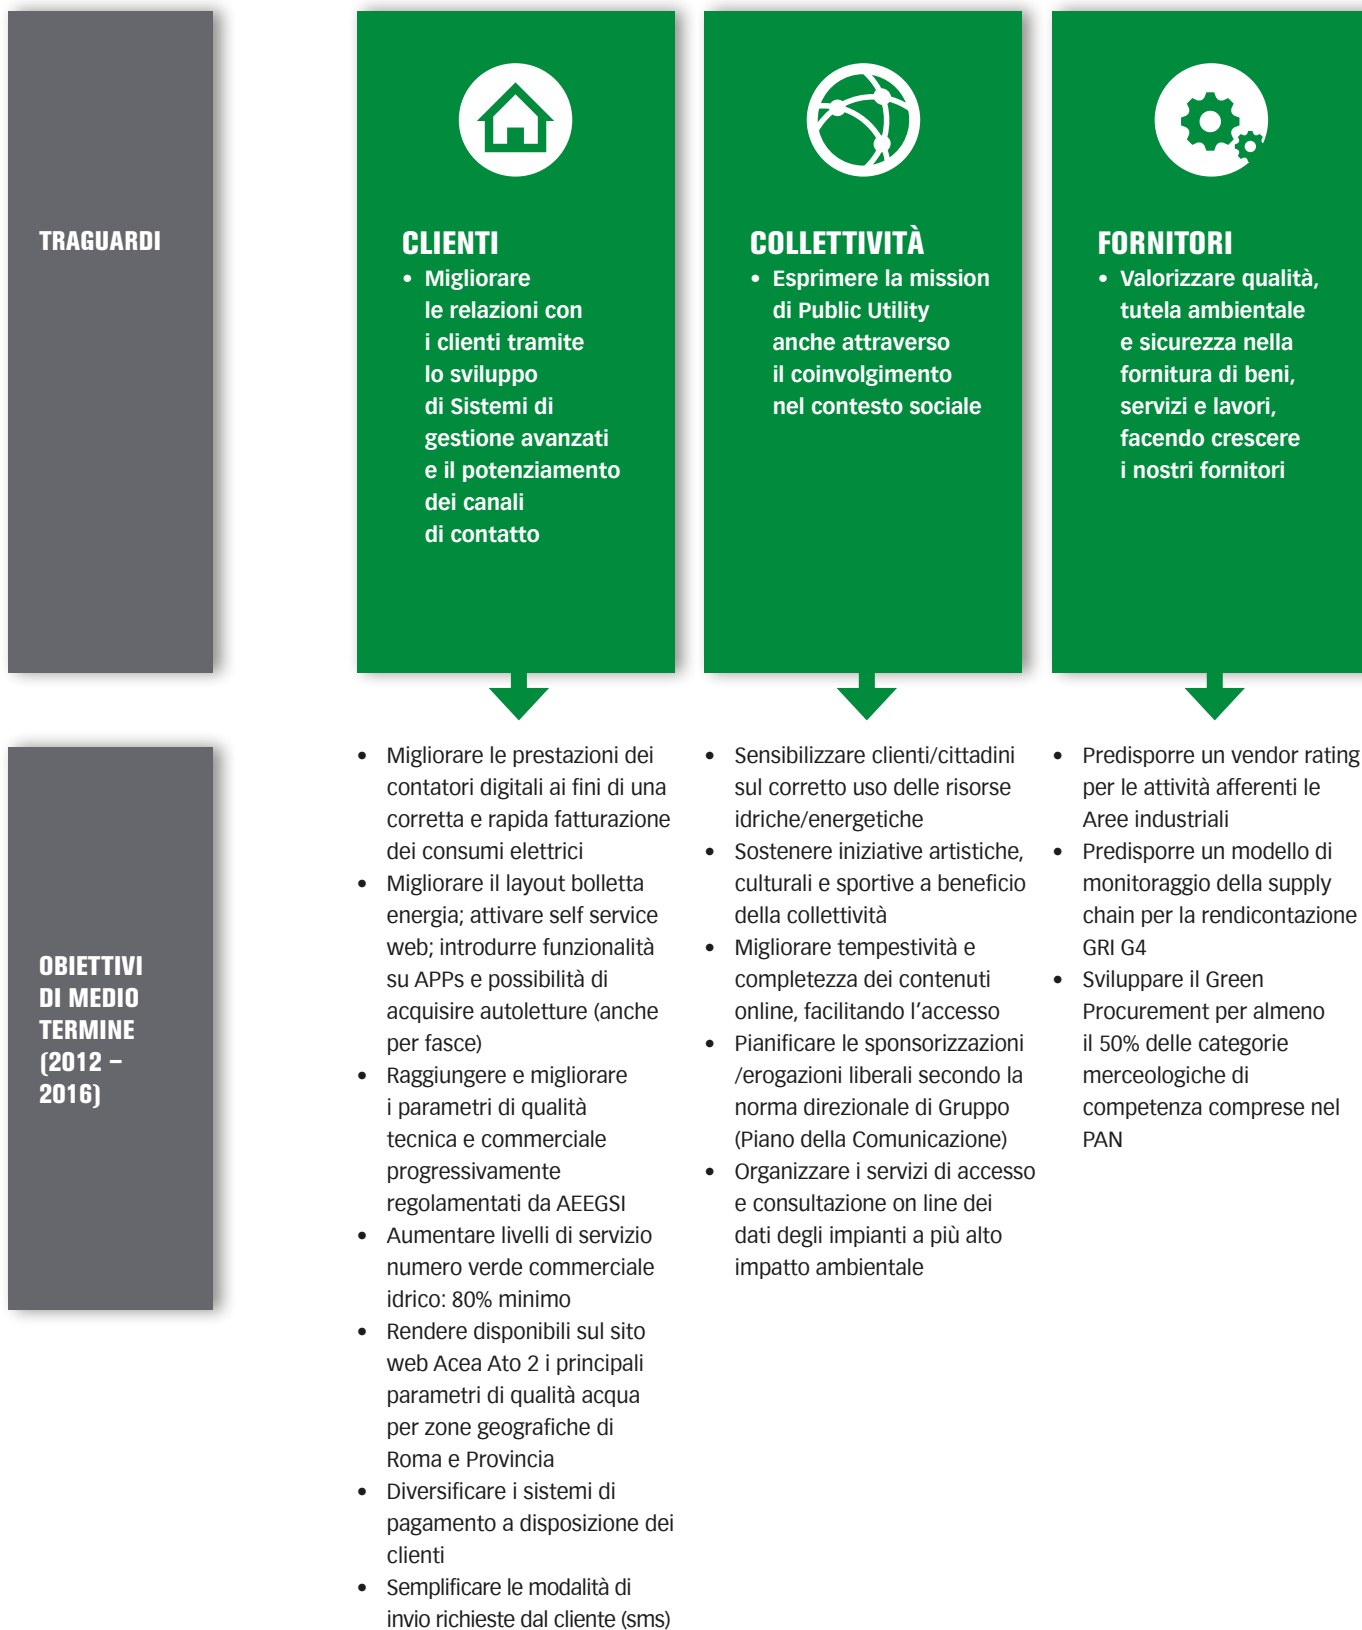 TRAGUARDI
CLIENTI
• Migliorare
le relazioni con
i clienti tramite
lo sviluppo
di Sistemi di
gestione avanzati
e il potenziamento
dei canali
di contatto
COLLETTIVITÀ
• Esprimere la mission
di Public Utility
anche attraverso
il coinvolgimento
nel contesto sociale
FORNITORI
• Valorizzare qualità,
tutela ambientale
e sicurezza nella
fornitura di beni,
servizi e lavori,
facendo crescere
i nostri fornitori
OBIETTIVI
DI MEDIO
TERMINE
(2012 –
2016)
• Migliorare le prestazioni dei
contatori digitali ai fini di una
corretta e rapida fatturazione
dei consumi elettrici
• Migliorare il layout bolletta
energia; attivare self service
web; introdurre funzionalità
su APPs e possibilità di
acquisire autoletture (anche
per fasce)
• Raggiungere e migliorare
i parametri di qualità
tecnica e commerciale
progressivamente
regolamentati da AEEGSI
• Aumentare livelli di servizio
numero verde commerciale
idrico: 80% minimo
• Rendere disponibili sul sito
web Acea Ato 2 i principali
parametri di qualità acqua
per zone geografiche di
Roma e Provincia
• Diversificare i sistemi di
pagamento a disposizione dei
clienti
• Semplificare le modalità di
invio richieste dal cliente (sms)
• Sensibilizzare clienti/cittadini
sul corretto uso delle risorse
idriche/energetiche
• Sostenere iniziative artistiche,
culturali e sportive a beneficio
della collettività
• Migliorare tempestività e
completezza dei contenuti
online, facilitando l’accesso
• Pianificare le sponsorizzazioni
/erogazioni liberali secondo la
norma direzionale di Gruppo
(Piano della Comunicazione)
• Organizzare i servizi di accesso
e consultazione on line dei
dati degli impianti a più alto
impatto ambientale
• Predisporre un vendor rating
per le attività afferenti le
Aree industriali
• Predisporre un modello di
monitoraggio della supply
chain per la rendicontazione
GRI G4
• Sviluppare il Green
Procurement per almeno
il 50% delle categorie
merceologiche di
competenza comprese nel
PAN